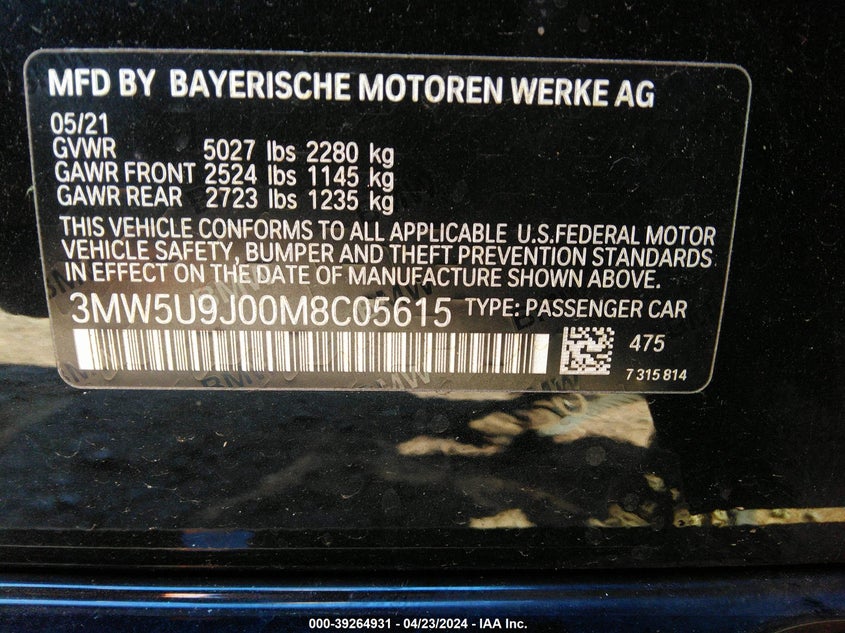 MFD BY BAYERISCHE MOTOREN WERKE AG
05/21
GVWR 5027 lbs 2280 kg
GAWR FRONT 2524 lbs 1145 kg
GAWR REAR 2723 lbs 1235 kg
THIS VEHICLE CONFORMS TO ALL APPLICABLE U.S.FEDERAL MOTOR
VEHICLE SAFETY, BUMPER AND THEFT PREVENTION STANDARDS
IN EFFECT ON THE DATE OF MANUFACTURE SHOWN ABOVE.
3MW5U9J00M8C05615 TYPE: PASSENGER CAR
475
7 315 814
000-39264931 - 04/23/2024 - IAA Inc.